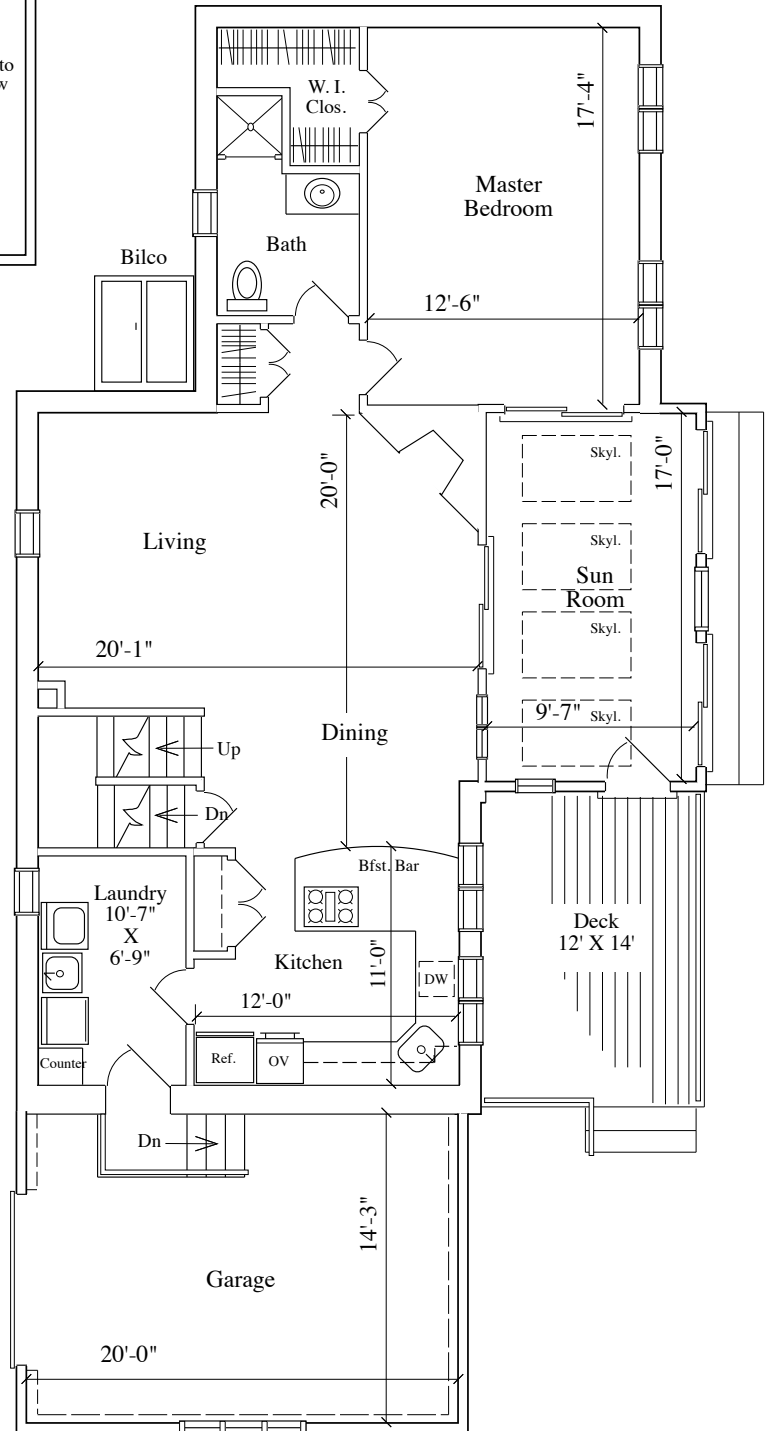 to
w
W. I.
Clos.
17'-4"
Master
Bedroom
Bath
Bilco
12'-6"
20'-0"
17'-0"
Skyl.
Living
Skyl.
Sun
Room
Skyl.
20'-1"
9'-7"
Skyl.
Dining
Up
Dn
Bfst. Bar
Laundry
10'-7"
X
6'-9"
Deck
12' X 14'
Kitchen
11'-0"
DW
12'-0"
Counter
Ref.
OV
Dn
14'-3"
Garage
20'-0"